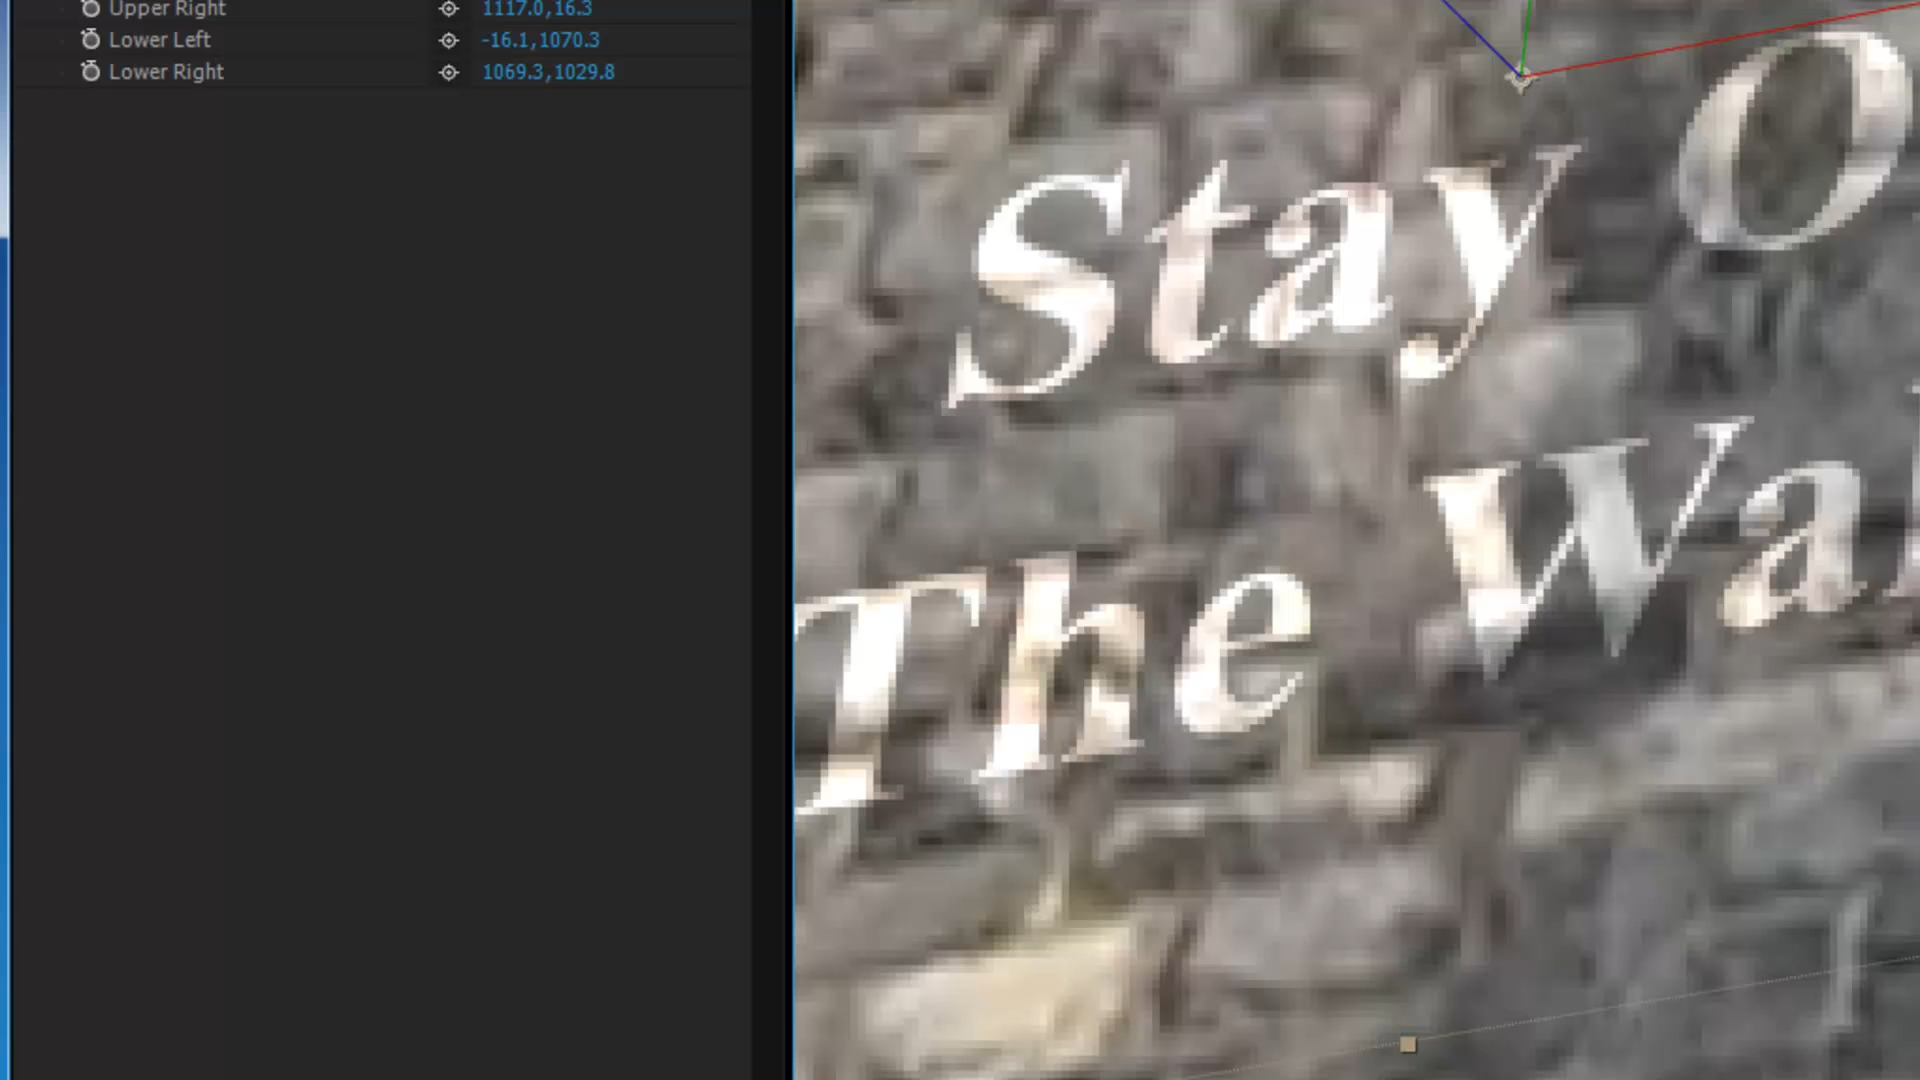 Upper Right 1117.0,16.3
Lower Left -16.1,1070.3
Lower Right 1069.3,1029.8
Stay O
The Wa